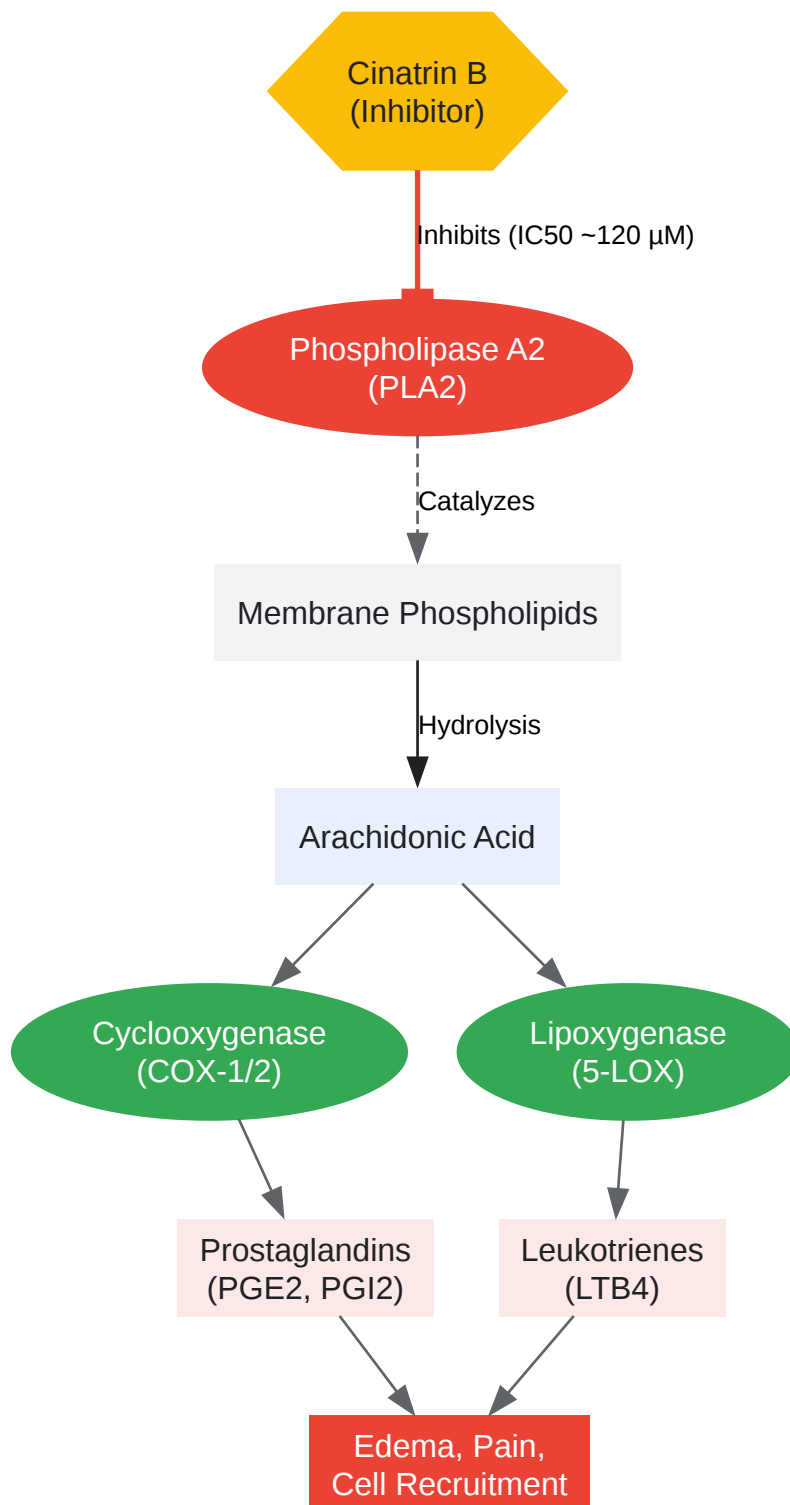 Cinatrin B
(Inhibitor)
Inhibits (IC50 ~120 µM)
Phospholipase A2
(PLA2)
Catalyzes
Membrane Phospholipids
Hydrolysis
Arachidonic Acid
Cyclooxygenase
(COX-1/2)
Lipoxygenase
(5-LOX)
Prostaglandins
(PGE2, PGI2)
Leukotrienes
(LTB4)
Edema, Pain,
Cell Recruitment